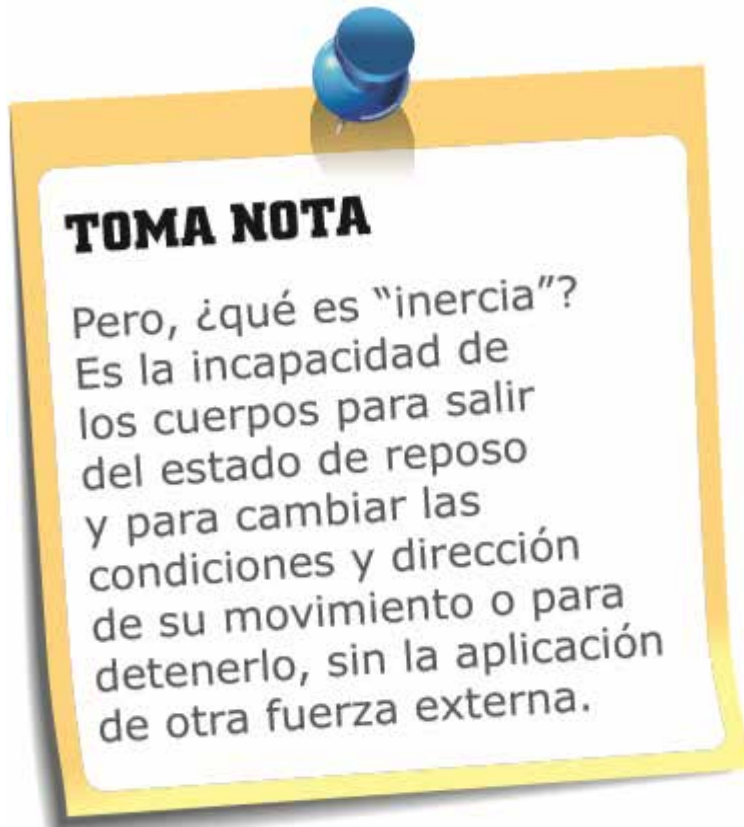 TOMA NOTA
Pero, ¿qué es “inercia”?
Es la incapacidad de
los cuerpos para salir
del estado de reposo
y para cambiar las
condiciones y dirección
de su movimiento o para
detenerlo, sin la aplicación
de otra fuerza externa.